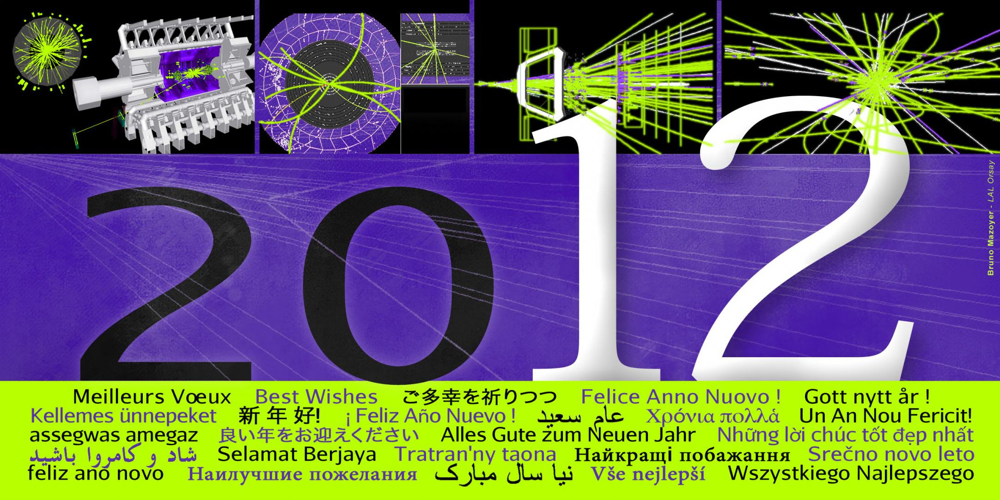 2012
Bruno Mazoyer - LAL Orsay
Meilleurs Vœux Best Wishes ご多幸を祈りつつ Felice Anno Nuovo ! Gott nytt år !
Kellemes ünnepeket 新 年 好! ¡ Feliz Año Nuevo ! عام سعيد Χρόνια πολλά Un An Nou Fericit!
assegwas amegaz 良い年をお迎えください Alles Gute zum Neuen Jahr Những lời chúc tốt đẹp nhất
شاد و کامروا باشید Selamat Berjaya Tratran'ny taona Найкращі побажання Srečno novo leto
feliz ano novo Наилучшие пожелания نیا سال مبارک Vše nejlepší Wszystkiego Najlepszego